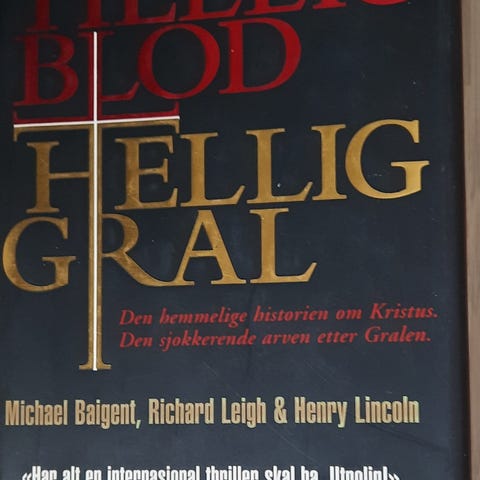 HELLIG
BLOD
HELLIG
GRAL
Den hemmelige historien om Kristus.
Den sjokkerende arven etter Gralen.
Michael Baigent, Richard Leigh & Henry Lincoln
«Har alt en internasjonal thriller skal ha. Utrolig!»